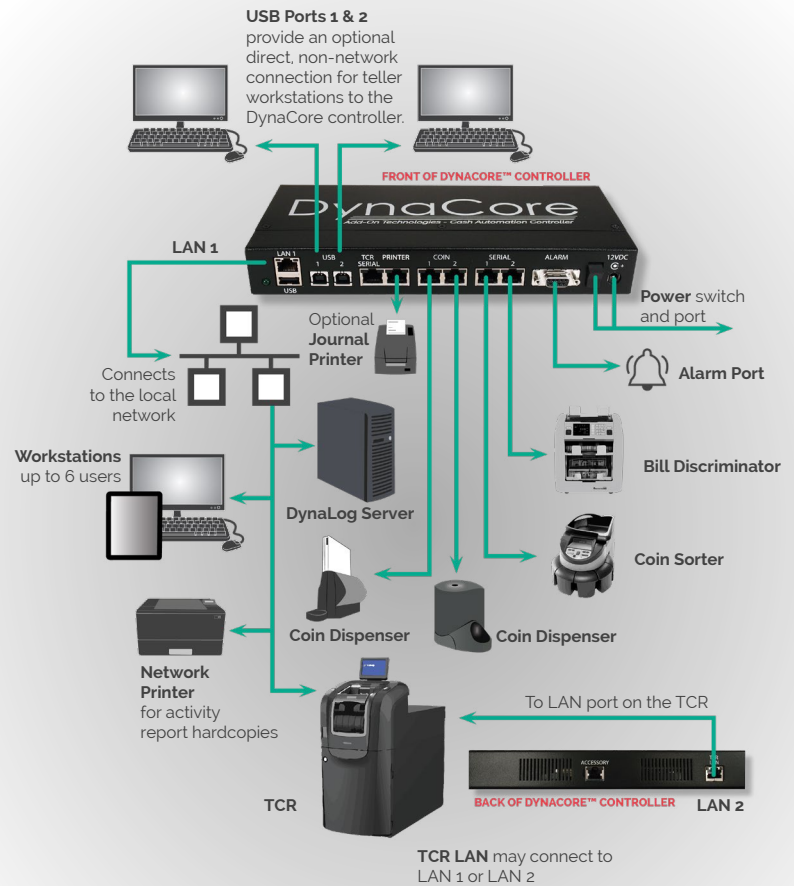 USB Ports 1 & 2
provide an optional
direct, non-network
connection for teller
workstations to the
DynaCore controller.
FRONT OF DYNACORE™ CONTROLLER
DynaCore
Add-On Technologies - Cash Automation Controller
LAN 1
LAN 1
USB
1 2
TCR
SERIAL
PRINTER
COIN
1 2
SERIAL
1 2
ALARM
12VDC
USB
Power switch
and port
Optional
Journal
Printer
Alarm Port
Connects
to the local
network
Workstations
up to 6 users
DynaLog Server
Bill Discriminator
Coin Sorter
Coin Dispenser
Coin Dispenser
Network
Printer
for activity
report hardcopies
To LAN port on the TCR
ACCESSORY
TCR
BACK OF DYNACORE™ CONTROLLER
LAN 2
TCR LAN may connect to
LAN 1 or LAN 2